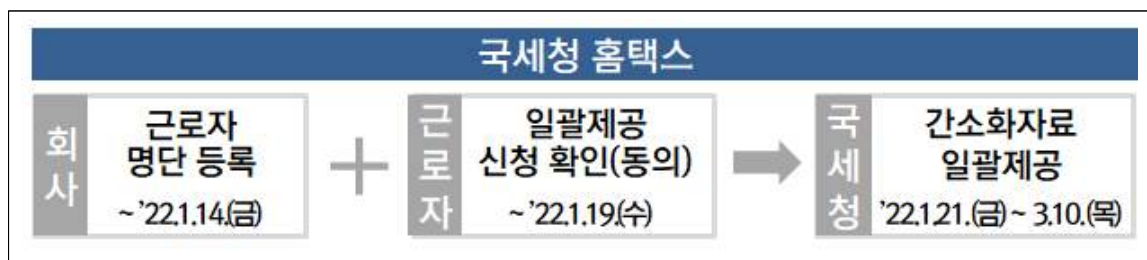 국세청 홈택스
회사
근로자
명단 등록
~ ’22.1.14.(금)
근로자
일괄제공
신청 확인(동의)
~ ’22.1.19.(수)
국세청
간소화자료
일괄제공
’22.1.21.(금) ~ 3.10.(목)